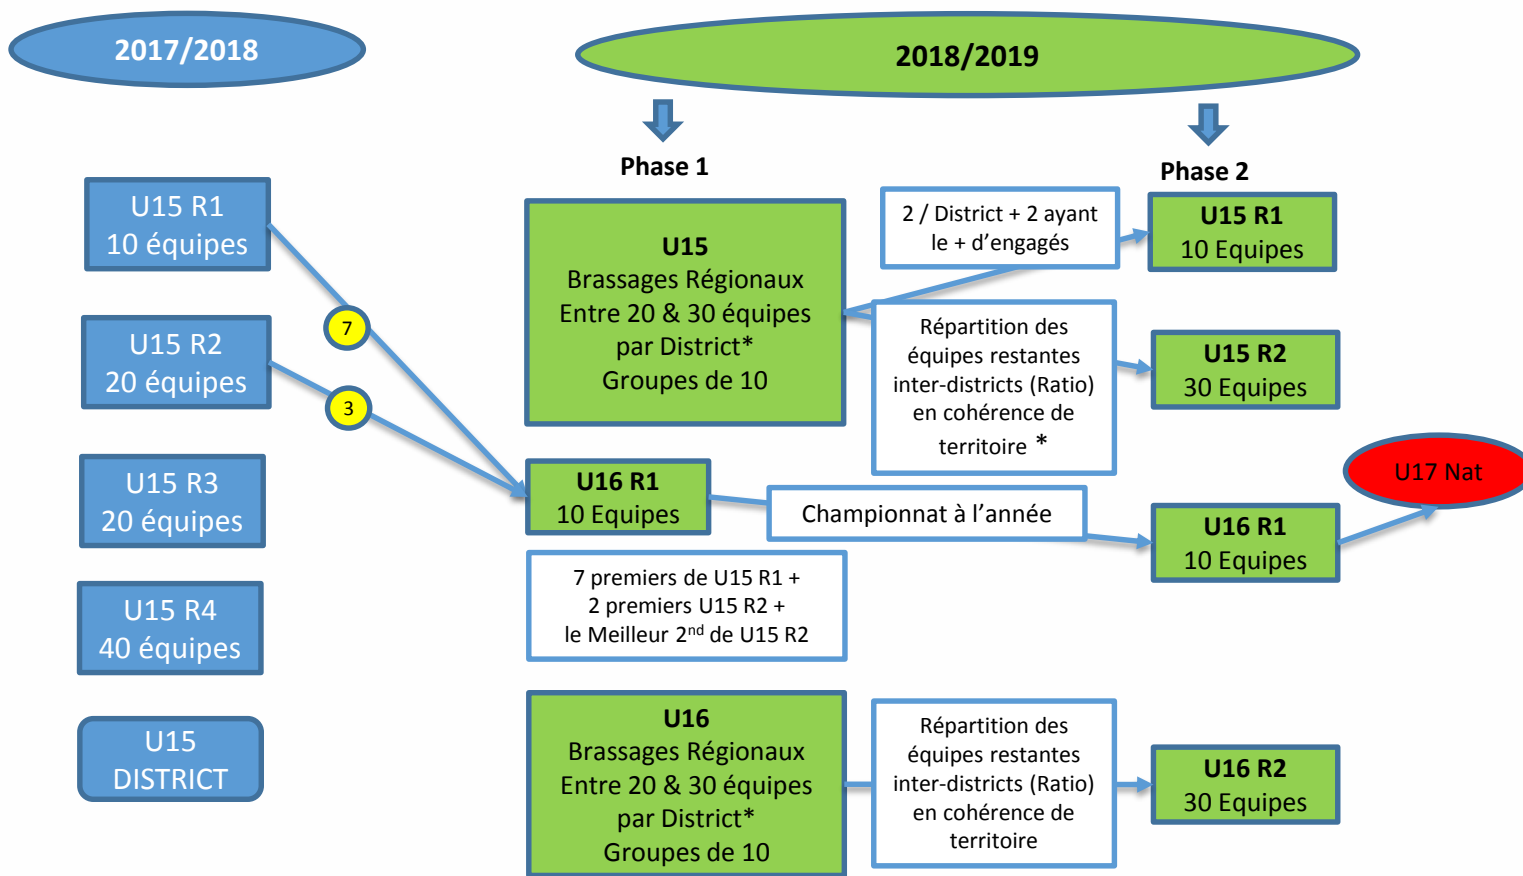 2017/2018
2018/2019
Phase 1
Phase 2
U15 R1
10 équipes
U15 R2
20 équipes
U15 R3
20 équipes
U15 R4
40 équipes
U15
DISTRICT
7
3
U15
Brassages Régionaux
Entre 20 & 30 équipes
par District*
Groupes de 10
2 / District + 2 ayant
le + d’engagés
U15 R1
10 Equipes
Répartition des
équipes restantes
inter-districts (Ratio)
en cohérence de
territoire *
U15 R2
30 Equipes
U16 R1
10 Equipes
Championnat à l’année
U16 R1
10 Equipes
U17 Nat
7 premiers de U15 R1 +
2 premiers U15 R2 +
le Meilleur 2nd de U15 R2
U16
Brassages Régionaux
Entre 20 & 30 équipes
par District*
Groupes de 10
Répartition des
équipes restantes
inter-districts (Ratio)
en cohérence de
territoire
U16 R2
30 Equipes